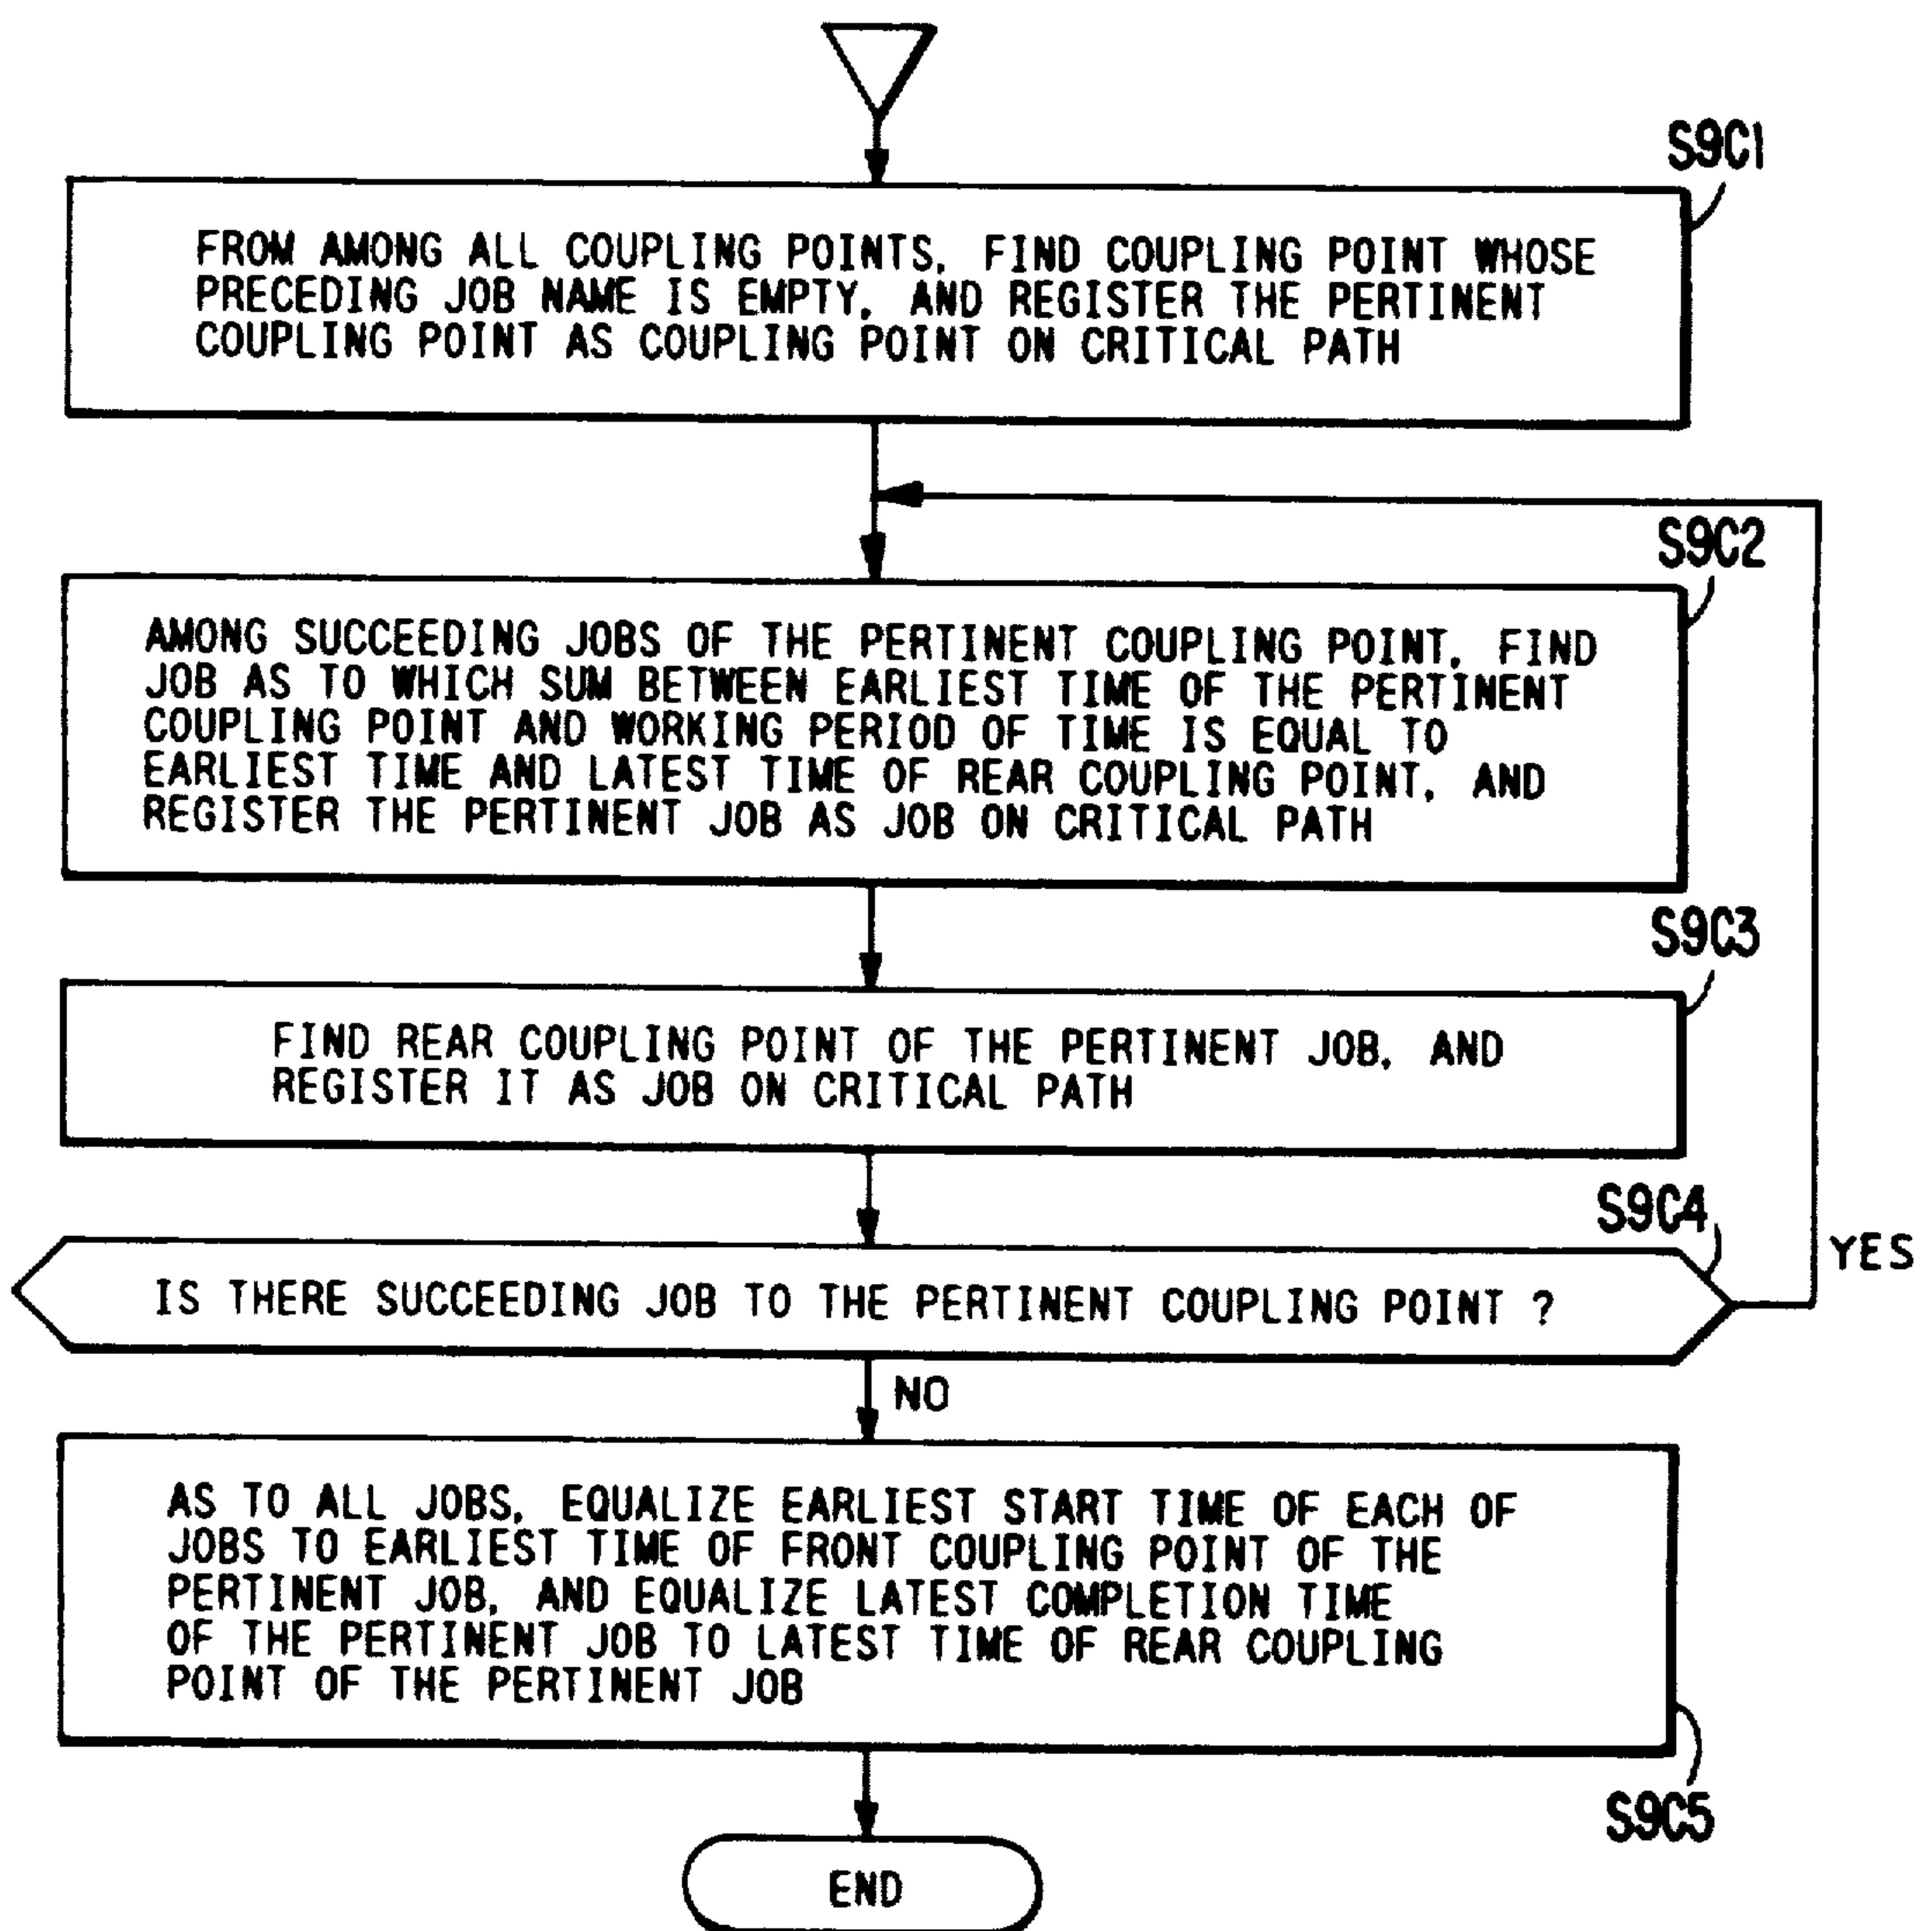 S9C1
FROM AMONG ALL COUPLING POINTS, FIND COUPLING POINT WHOSE
PRECEDING JOB NAME IS EMPTY, AND REGISTER THE PERTINENT
COUPLING POINT AS COUPLING POINT ON CRITICAL PATH
S9C2
AMONG SUCCEEDING JOBS OF THE PERTINENT COUPLING POINT, FIND
JOB AS TO WHICH SUM BETWEEN EARLIEST TIME OF THE PERTINENT
COUPLING POINT AND WORKING PERIOD OF TIME IS EQUAL TO
EARLIEST TIME AND LATEST TIME OF REAR COUPLING POINT, AND
REGISTER THE PERTINENT JOB AS JOB ON CRITICAL PATH
S9C3
FIND REAR COUPLING POINT OF THE PERTINENT JOB, AND
REGISTER IT AS JOB ON CRITICAL PATH
S9C4
YES
IS THERE SUCCEEDING JOB TO THE PERTINENT COUPLING POINT ?
NO
AS TO ALL JOBS, EQUALIZE EARLIEST START TIME OF EACH OF
JOBS TO EARLIEST TIME OF FRONT COUPLING POINT OF THE
PERTINENT JOB, AND EQUALIZE LATEST COMPLETION TIME
OF THE PERTINENT JOB TO LATEST TIME OF REAR COUPLING
POINT OF THE PERTINENT JOB
S9C5
END